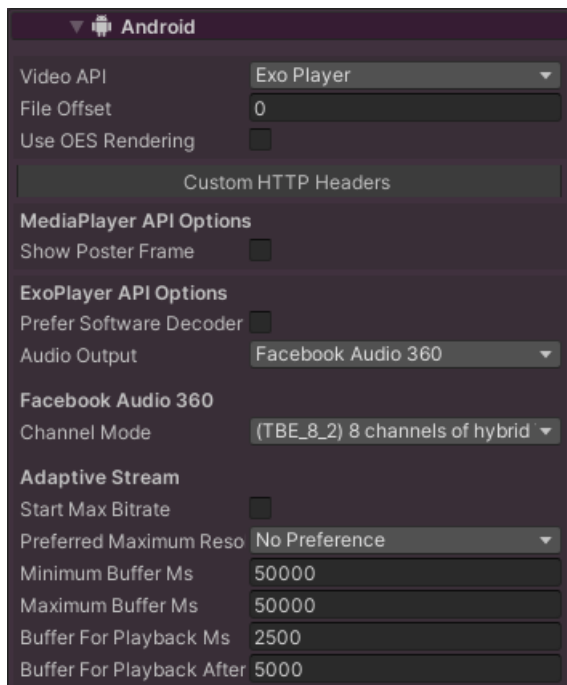 Android
Video API Exo Player
File Offset 0
Use OES Rendering
Custom HTTP Headers
MediaPlayer API Options
Show Poster Frame
ExoPlayer API Options
Prefer Software Decoder
Audio Output Facebook Audio 360
Facebook Audio 360
Channel Mode (TBE_8_2) 8 channels of hybrid
Adaptive Stream
Start Max Bitrate
Preferred Maximum Reso No Preference
Minimum Buffer Ms 50000
Maximum Buffer Ms 50000
Buffer For Playback Ms 2500
Buffer For Playback After 5000